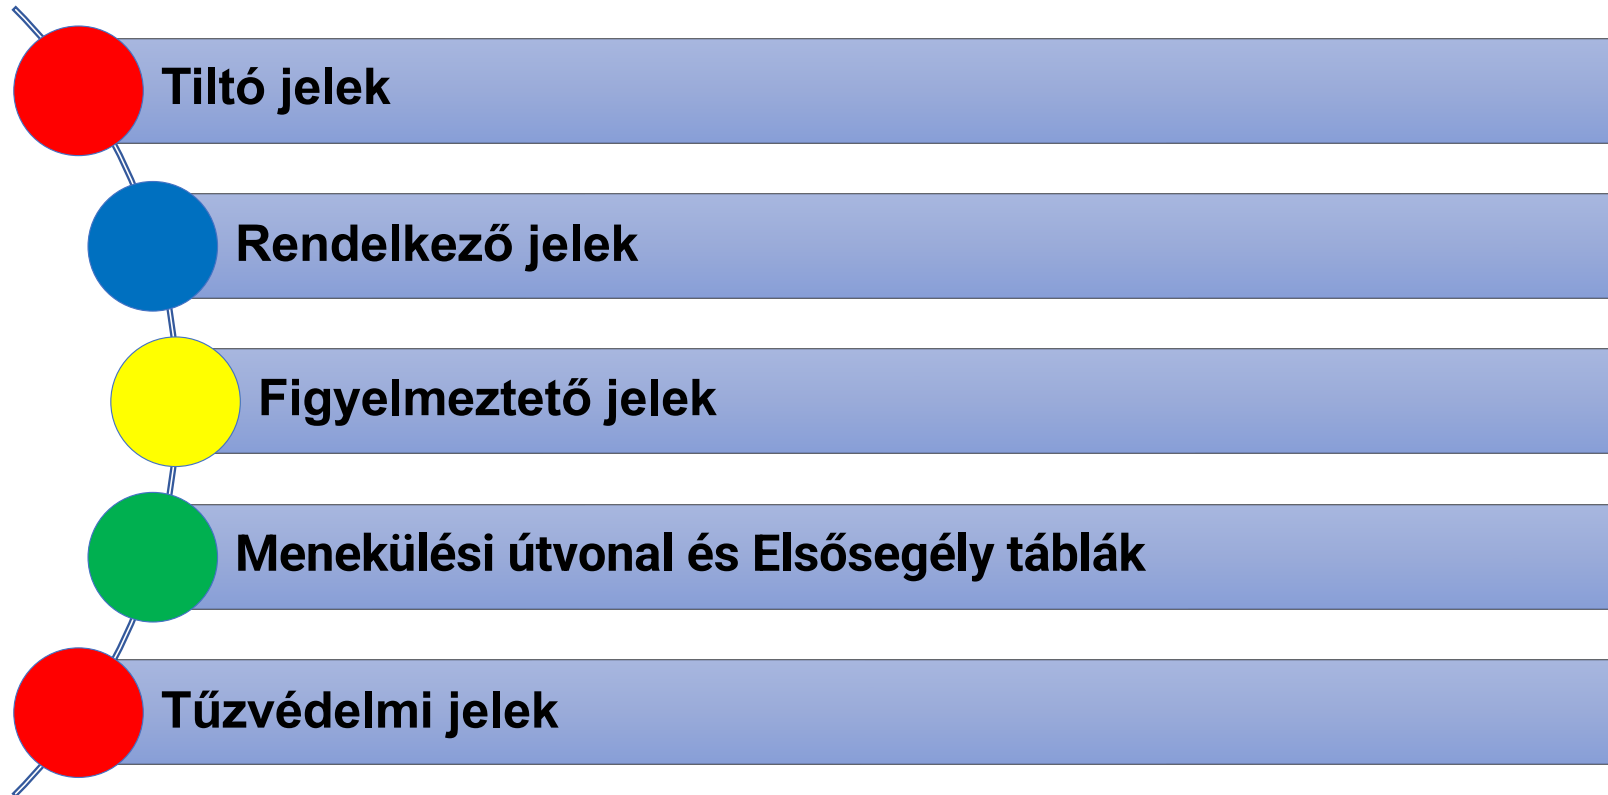 Tiltó jelek
Rendelkező jelek
Figyelmeztető jelek
Menekülési útvonal és Elsősegély táblák
Tűzvédelmi jelek